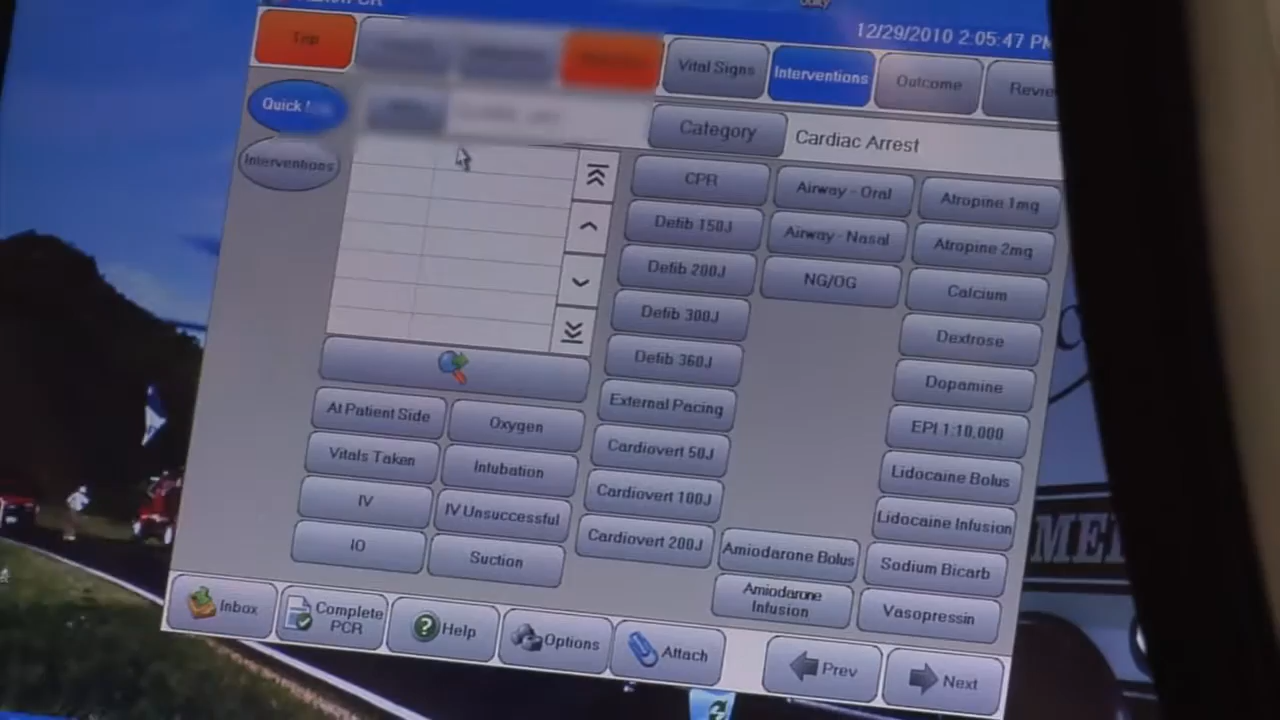 12/29/2010 2:05:47 PM
Trip
Vital Signs
Interventions
Outcome
Quick
Category
Cardiac Arrest
Interventions
CPR
Airway - Oral
Atropine 1mg
Defib 150J
Airway - Nasal
Atropine 2mg
Defib 200J
NG/OG
Calcium
Defib 300J
Dextrose
Defib 360J
Dopamine
At Patient Side
Oxygen
External Pacing
EPI 1:10,000
Vitals Taken
Intubation
Cardiovert 50J
Lidocaine Bolus
IV
IV Unsuccessful
Cardiovert 100J
Lidocaine Infusion
IO
Suction
Cardiovert 200J
Amiodarone Bolus
Sodium Bicarb
Amiodarone
Infusion
Vasopressin
Inbox
Complete
PCR
Help
Options
Attach
Prev
Next